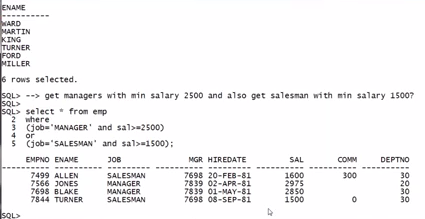 ENAME
----------
WARD
MARTIN
KING
TURNER
FORD
MILLER
6 rows selected.
SQL> --> get managers with min salary 2500 and also get salesman with min salary 1500?
SQL>
SQL> select * from emp
2 where
3 (job='MANAGER' and sal>=2500)
4 or
5 (job='SALESMAN' and sal>=1500);
EMPNO ENAME JOB MGR HIREDATE SAL COMM DEPTNO
7499 ALLEN SALESMAN 7698 20-FEB-81 1600 300 30
7566 JONES MANAGER 7839 02-APR-81 2975 20
7698 BLAKE MANAGER 7839 01-MAY-81 2850 30
7844 TURNER SALESMAN 7698 08-SEP-81 1500 0 30
SQL>